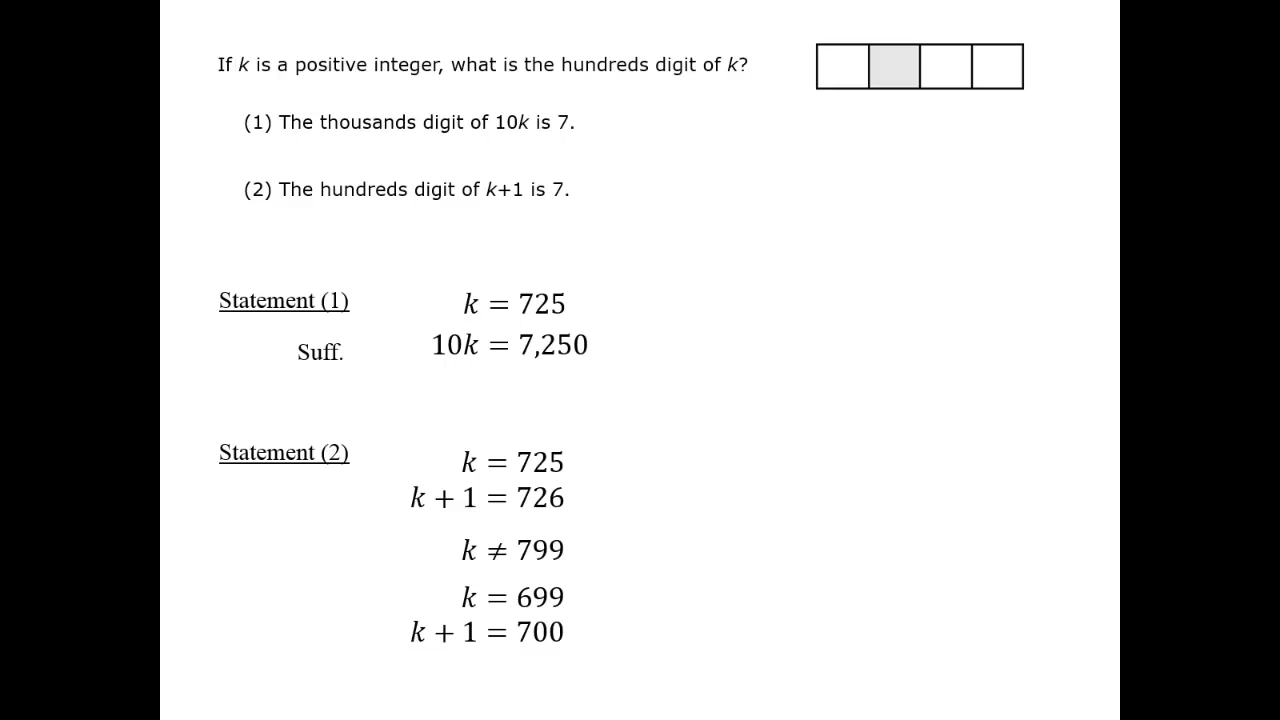 If k is a positive integer, what is the hundreds digit of k?
(1) The thousands digit of 10k is 7.
(2) The hundreds digit of k+1 is 7.
Statement (1)
k = 725
10k = 7,250
Suff.
Statement (2)
k = 725
k + 1 = 726
k ≠ 799
k = 699
k + 1 = 700